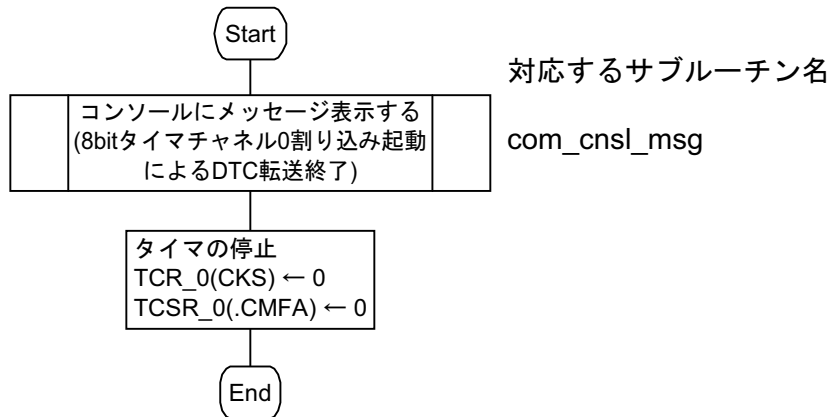 Start
対応するサブルーチン名
コンソールにメッセージ表示する
(8bitタイマチャネル0割り込み起動
によるDTC転送終了)
com_cnsl_msg
タイマの停止
TCR_0(CKS) ← 0
TCSR_0(.CMFA) ← 0
End